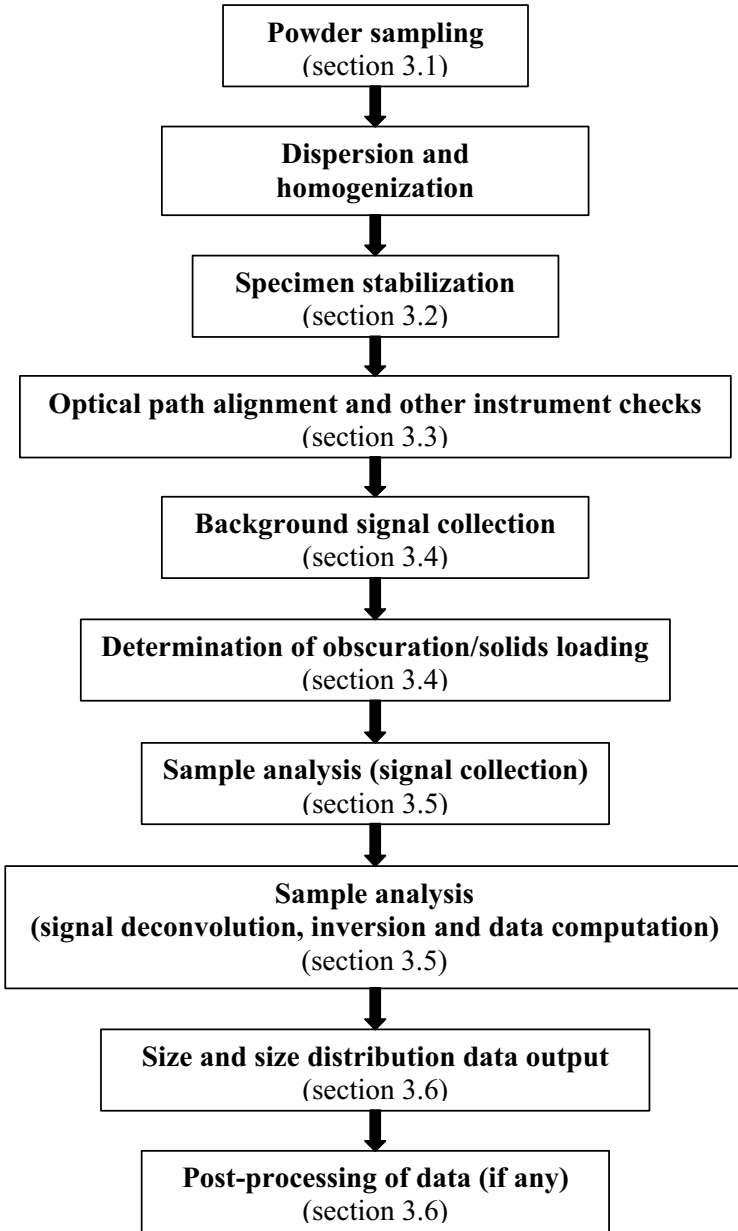 Powder sampling
(section 3.1)
Dispersion and
homogenization
Specimen stabilization
(section 3.2)
Optical path alignment and other instrument checks
(section 3.3)
Background signal collection
(section 3.4)
Determination of obscuration/solids loading
(section 3.4)
Sample analysis (signal collection)
(section 3.5)
Sample analysis
(signal deconvolution, inversion and data computation)
(section 3.5)
Size and size distribution data output
(section 3.6)
Post-processing of data (if any)
(section 3.6)